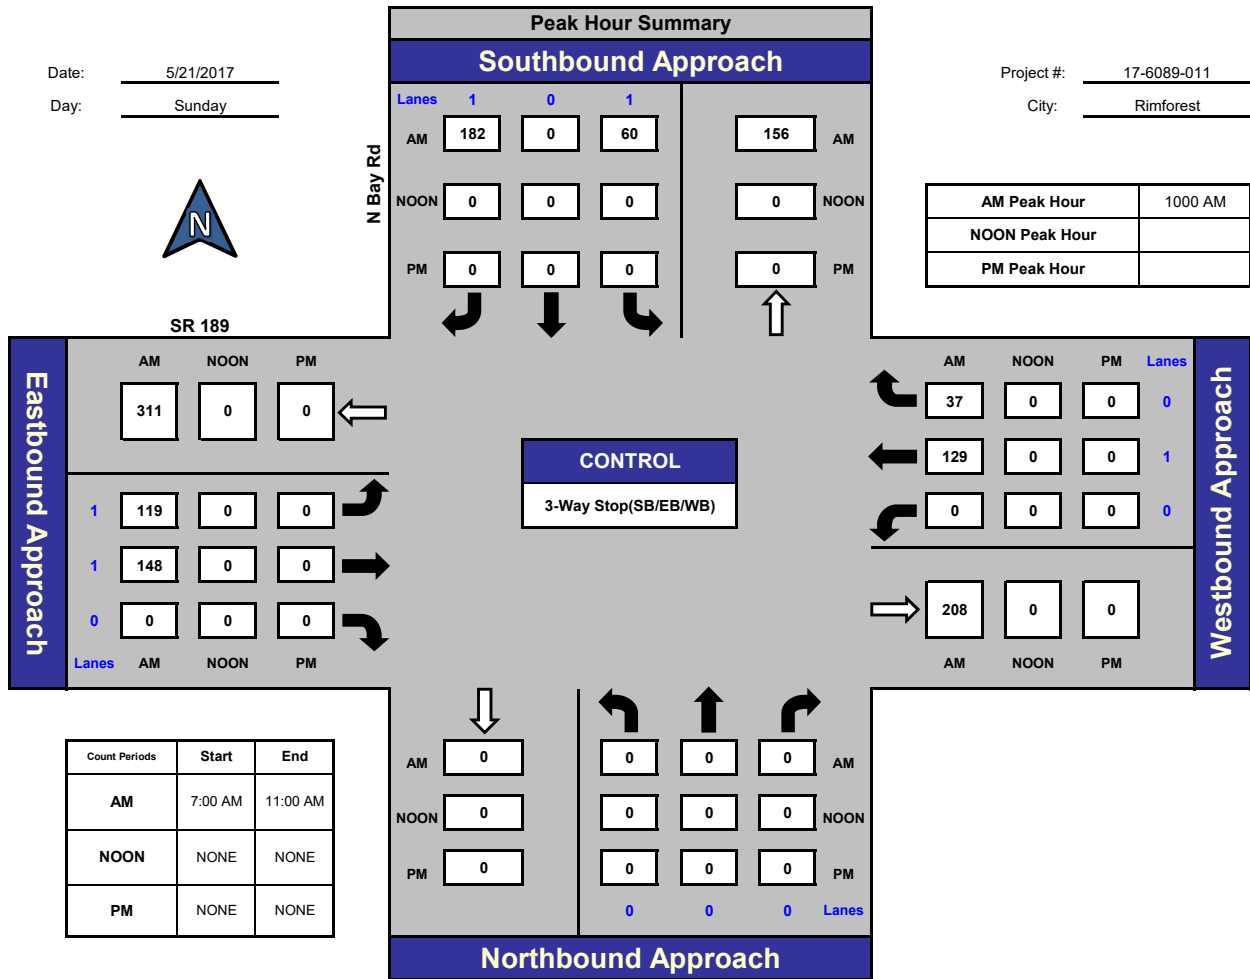 Peak Hour Summary
Southbound Approach
Date: 5/21/2017
Day: Sunday
Project #: 17-6089-011
City: Rimforest
N Bay Rd
Lanes 1 0 1
AM 182 0 60 156 AM
NOON 0 0 0 0 NOON
PM 0 0 0 0 PM
N
AM Peak Hour 1000 AM
NOON Peak Hour
PM Peak Hour
SR 189
Eastbound Approach
AM NOON PM
311 0 0
1 119 0 0
1 148 0 0
0 0 0 0
Lanes AM NOON PM
CONTROL
3-Way Stop(SB/EB/WB)
AM NOON PM Lanes
37 0 0 0
129 0 0 1
0 0 0 0
208 0 0
AM NOON PM
Westbound Approach
Count Periods Start End
AM 7:00 AM 11:00 AM
NOON NONE NONE
PM NONE NONE
AM 0 0 0 0 AM
NOON 0 0 0 0 NOON
PM 0 0 0 0 PM
0 0 0 Lanes
Northbound Approach